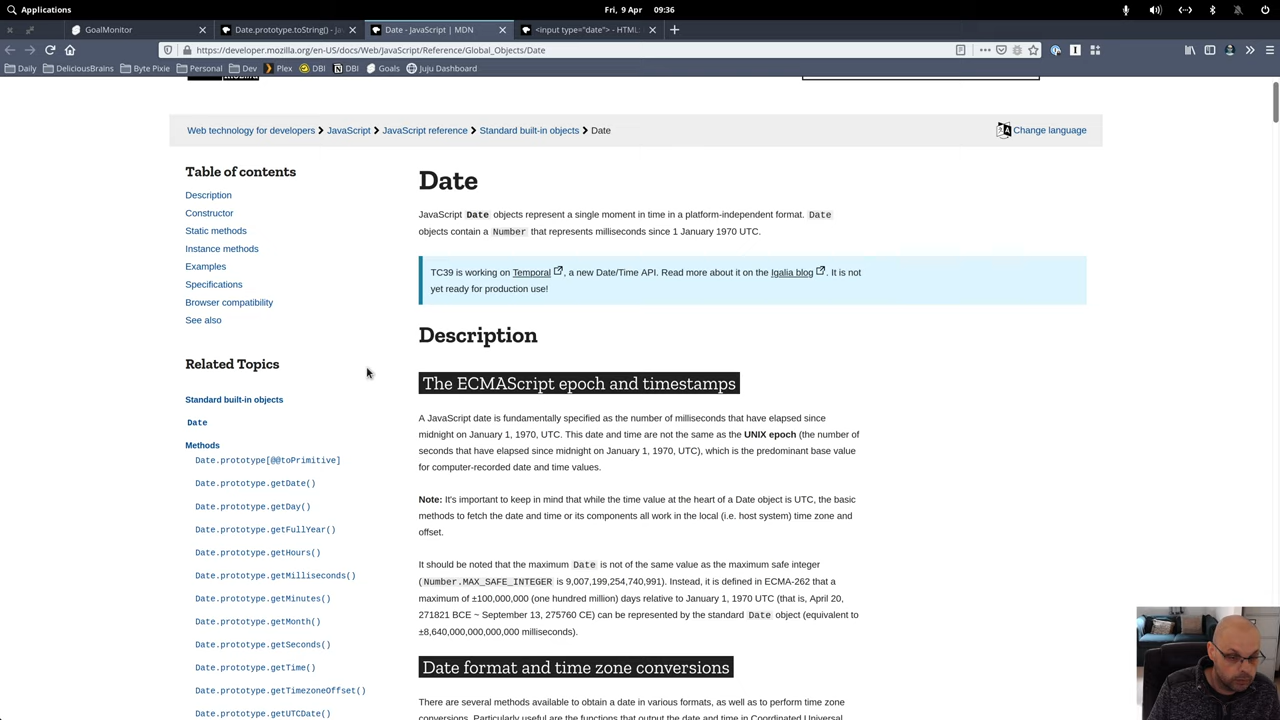 Applications
Fri, 9 Apr 09:36
GoalMonitor
Date.prototype.toString() - Ja
Date - JavaScript | MDN
<input type="date"> - HTML:
https://developer.mozilla.org/en-US/docs/Web/JavaScript/Reference/Global_Objects/Date
Daily DeliciousBrains Byte Pixie Personal Dev Plex DBI DBI Goals Juju Dashboard
Web technology for developers JavaScript JavaScript reference Standard built-in objects Date
Change language
Table of contents
Description
Constructor
Static methods
Instance methods
Examples
Specifications
Browser compatibility
See also
Related Topics
Standard built-in objects
Date
Methods
Date.prototype[@@toPrimitive]
Date.prototype.getDate()
Date.prototype.getDay()
Date.prototype.getFullYear()
Date.prototype.getHours()
Date.prototype.getMilliseconds()
Date.prototype.getMinutes()
Date.prototype.getMonth()
Date.prototype.getSeconds()
Date.prototype.getTime()
Date.prototype.getTimezoneOffset()
Date.prototype.getUTCDate()
Date
JavaScript Date objects represent a single moment in time in a platform-independent format. Date
objects contain a Number that represents milliseconds since 1 January 1970 UTC.
TC39 is working on Temporal, a new Date/Time API. Read more about it on the Igalia blog. It is not
yet ready for production use!
Description
The ECMAScript epoch and timestamps
A JavaScript date is fundamentally specified as the number of milliseconds that have elapsed since
midnight on January 1, 1970, UTC. This date and time are not the same as the UNIX epoch (the number of
seconds that have elapsed since midnight on January 1, 1970, UTC), which is the predominant base value
for computer-recorded date and time values.
Note: It's important to keep in mind that while the time value at the heart of a Date object is UTC, the basic
methods to fetch the date and time or its components all work in the local (i.e. host system) time zone and
offset.
It should be noted that the maximum Date is not of the same value as the maximum safe integer
(Number.MAX_SAFE_INTEGER is 9,007,199,254,740,991). Instead, it is defined in ECMA-262 that a
maximum of ±100,000,000 (one hundred million) days relative to January 1, 1970 UTC (that is, April 20,
271821 BCE ~ September 13, 275760 CE) can be represented by the standard Date object (equivalent to
±8,640,000,000,000,000 milliseconds).
Date format and time zone conversions
There are several methods available to obtain a date in various formats, as well as to perform time zone
conversions. Particularly useful are the functions that output the date and time in Coordinated Universal